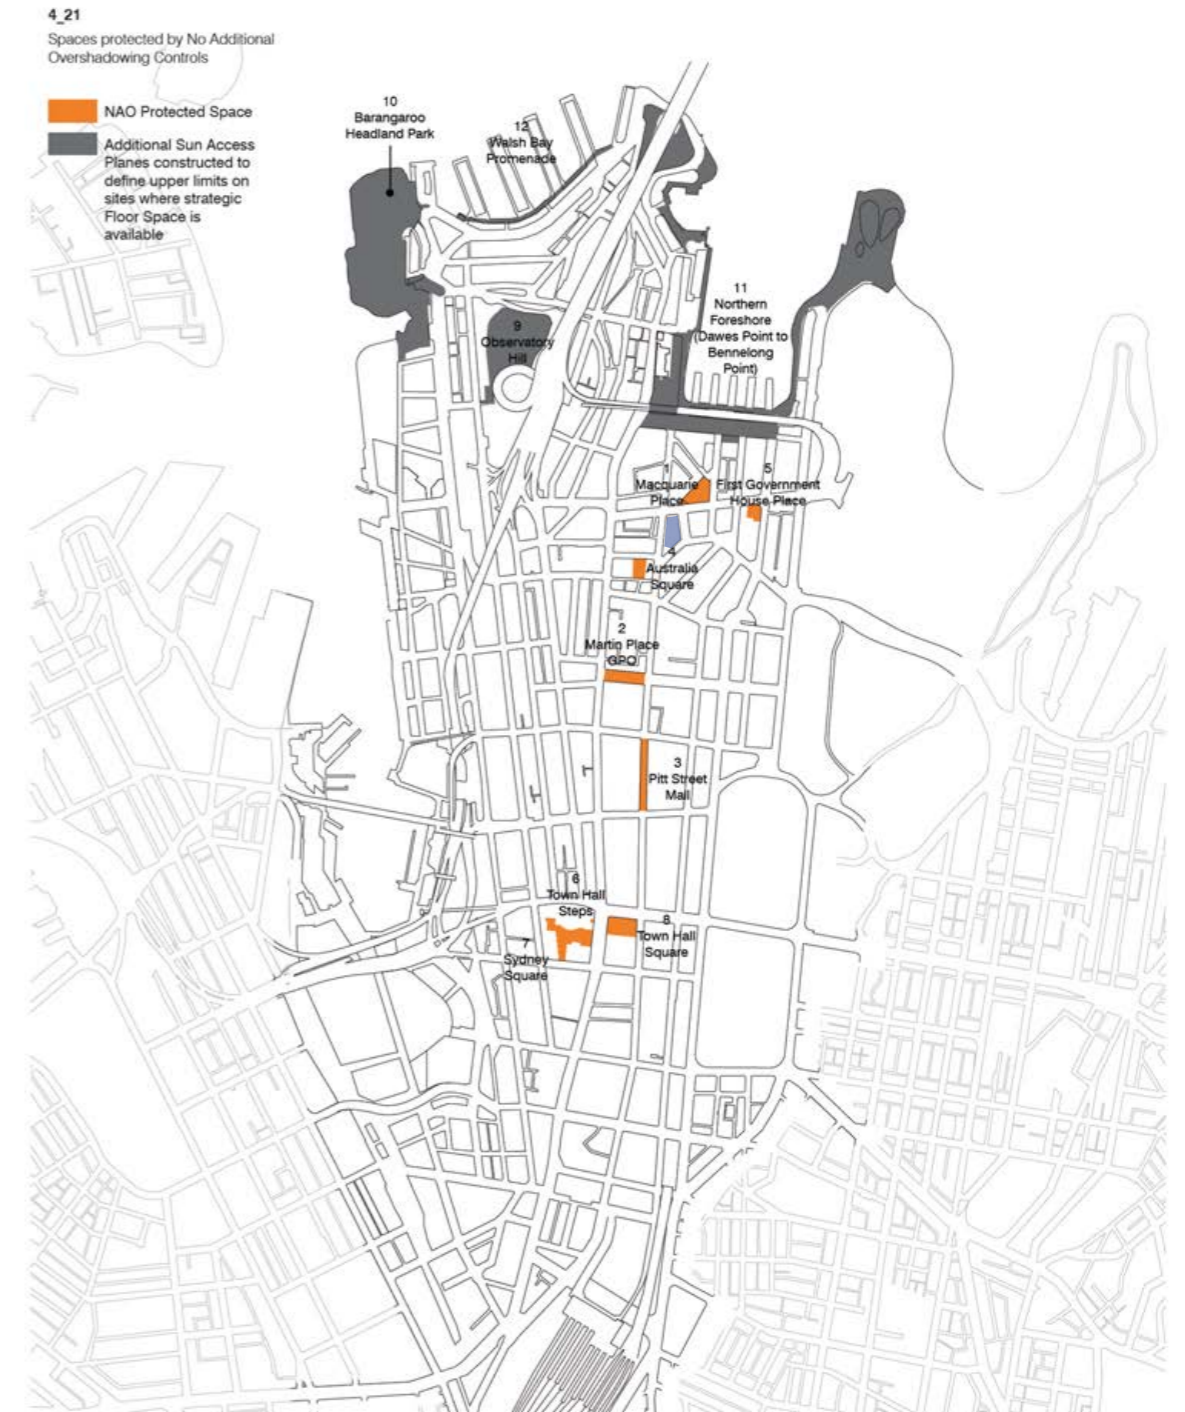 4_21
Spaces protected by No Additional
Overshadowing Controls
NAO Protected Space
Additional Sun Access
Planes constructed to
define upper limits on
sites where strategic
Floor Space is
available
10
Barangaroo
Headland Park
12
Walsh Bay
Promenade
11
Northern
Foreshore
(Dawes Point to
Bennelong
Point)
9
Observatory
Hill
1
Macquarie
Place
5
First Government
House Place
4
Australia
Square
2
Martin Place
GPO
3
Pitt Street
Mall
6
Town Hall
Steps
8
Town Hall
Square
7
Sydney
Square